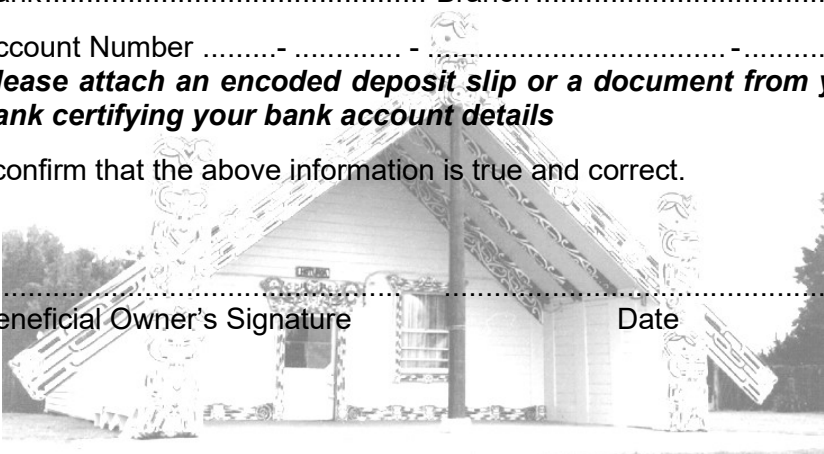 ank................................................ Branch.....................................
ccount Number .........- ............. - .................................... -..........
lease attach an encoded deposit slip or a document from y
ank certifying your bank account details
confirm that the above information is true and correct.
.................................................. ................................................
eneficial Owner's Signature Date